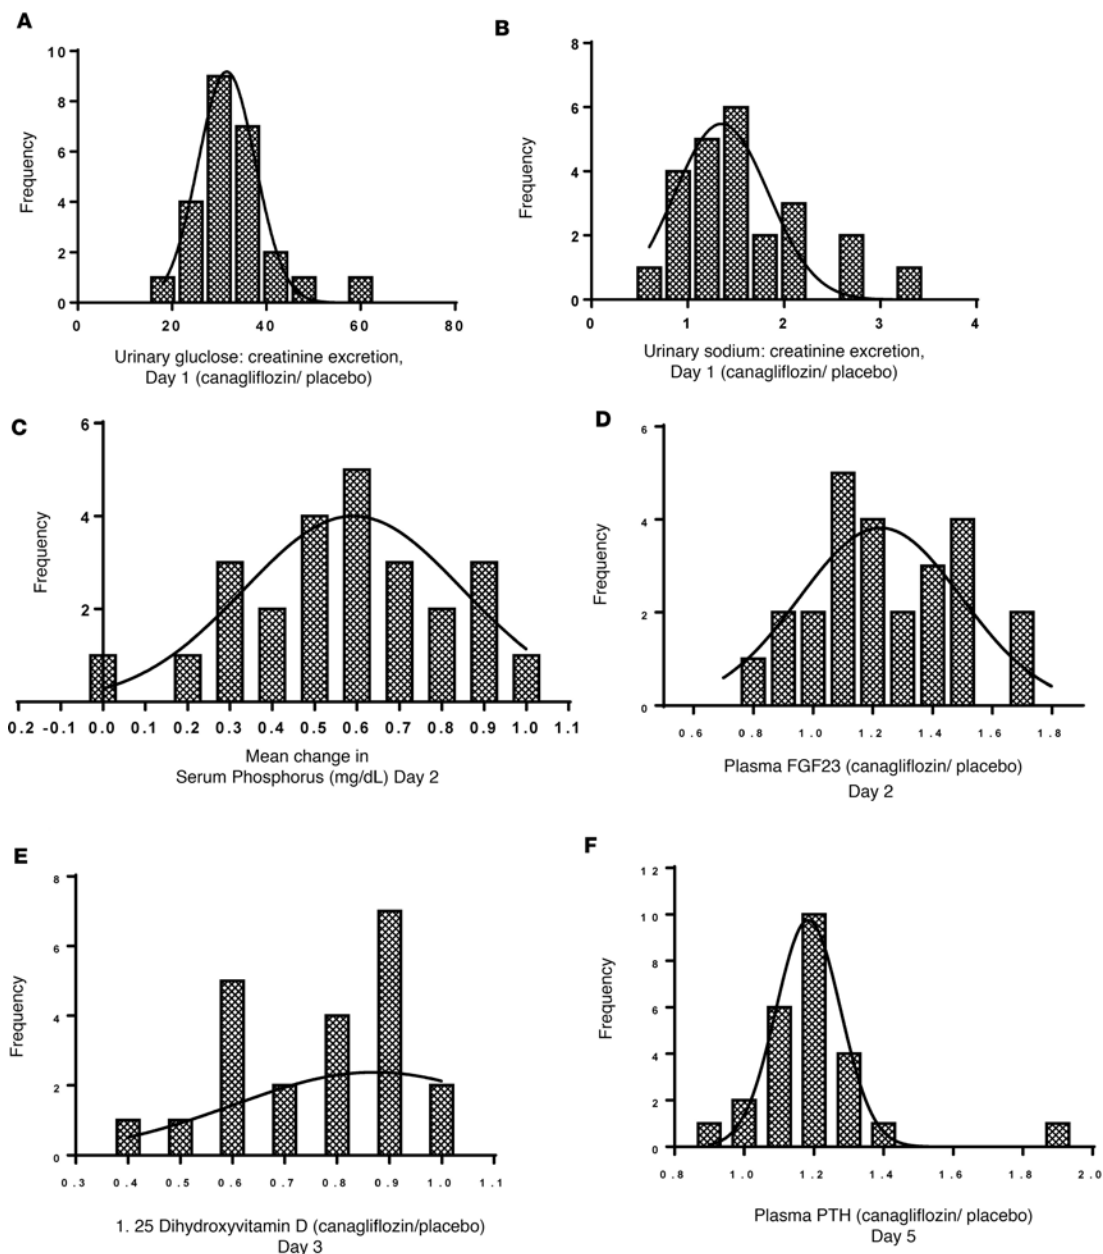 A
10
8
6
4
2
0
Frequency
0 20 40 60 80
Urinary gluclose: creatinine excretion,
Day 1 (canagliflozin/ placebo)
B
8
6
4
2
0
Frequency
0 1 2 3 4
Urinary sodium: creatinine excretion,
Day 1 (canagliflozin/ placebo)
C
6
4
2
Frequency
0.2 -0.1 0.0 0.1 0.2 0.3 0.4 0.5 0.6 0.7 0.8 0.9 1.0 1.1
Mean change in
Serum Phosphorus (mg/dL) Day 2
D
6
4
2
0
Frequency
0.6 0.8 1.0 1.2 1.4 1.6 1.8
Plasma FGF23 (canagliflozin/ placebo)
Day 2
E
8
6
4
2
0
Frequency
0.3 0.4 0.5 0.6 0.7 0.8 0.9 1.0 1.1
1. 25 Dihydroxyvitamin D (canagliflozin/placebo)
Day 3
F
12
10
8
6
4
2
0
Frequency
0.8 1.0 1.2 1.4 1.6 1.8 2.0
Plasma PTH (canagliflozin/ placebo)
Day 5